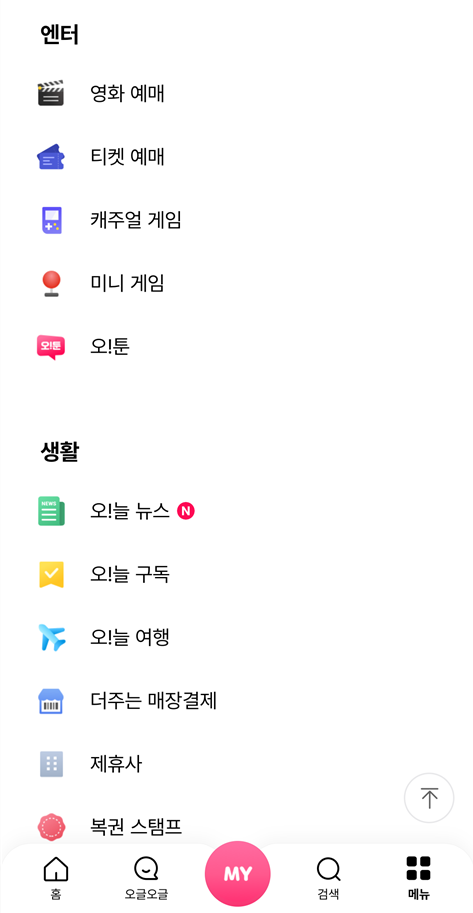 엔터
영화 예매
티켓 예매
캐주얼 게임
미니 게임
오!툰
오!툰
생활
NEWS
오!늘 뉴스 N
오!늘 구독
오!늘 여행
더주는 매장결제
제휴사
복권 스탬프
홈
오글오글
MY
검색
메뉴